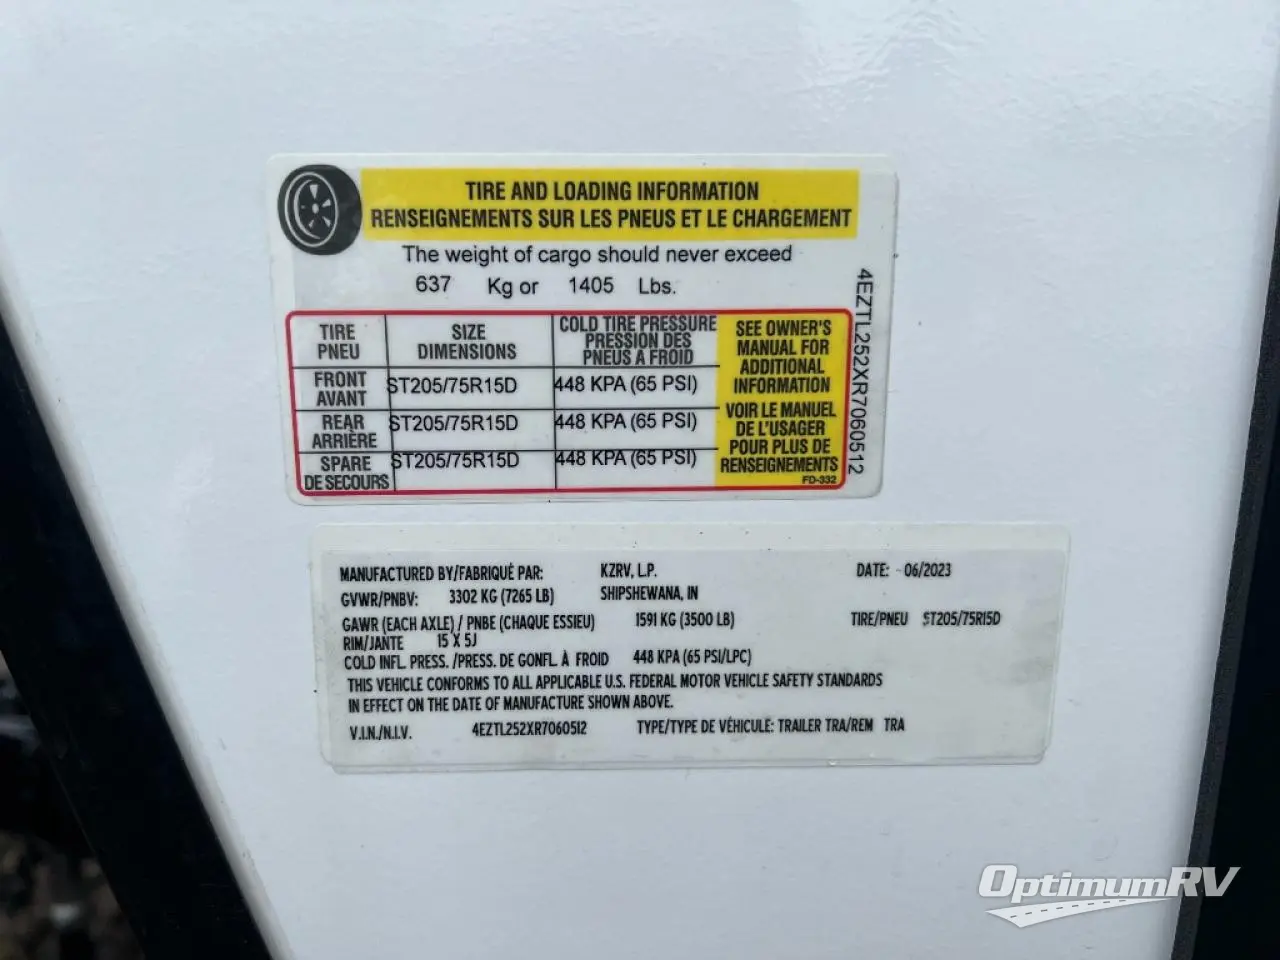 TIRE AND LOADING INFORMATION
RENSEIGNEMENTS SUR LES PNEUS ET LE CHARGEMENT
The weight of cargo should never exceed
637 Kg or 1405 Lbs.
TIRE PNEU
SIZE DIMENSIONS
COLD TIRE PRESSURE PRESSION DES PNEUS A FROID
FRONT AVANT
ST205/75R15D
448 KPA (65 PSI)
REAR ARRIÈRE
ST205/75R15D
448 KPA (65 PSI)
SPARE DE SECOURS
ST205/75R15D
448 KPA (65 PSI)
SEE OWNER'S
MANUAL FOR
ADDITIONAL
INFORMATION
VOIR LE MANUEL
DE L'USAGER
POUR PLUS DE
RENSEIGNEMENTS
FD-332
4EZTL252XR7060512
MANUFACTURED BY/FABRIQUÉ PAR: KZRV, L.P. DATE: 06/2023
GVWR/PNBV: 3302 KG (7265 LB) SHIPSHEWANA, IN
GAWR (EACH AXLE) / PNBE (CHAQUE ESSIEU) 1591 KG (3500 LB) TIRE/PNEU ST205/75R15D
RIM/JANTE 15 X 5J
COLD INFL. PRESS. /PRESS. DE GONFL. À FROID 448 KPA (65 PSI/LPC)
THIS VEHICLE CONFORMS TO ALL APPLICABLE U.S. FEDERAL MOTOR VEHICLE SAFETY STANDARDS
IN EFFECT ON THE DATE OF MANUFACTURE SHOWN ABOVE.
V.I.N./N.I.V. 4EZTL252XR7060512 TYPE/TYPE DE VÉHICULE: TRAILER TRA/REM TRA
OptimumRV